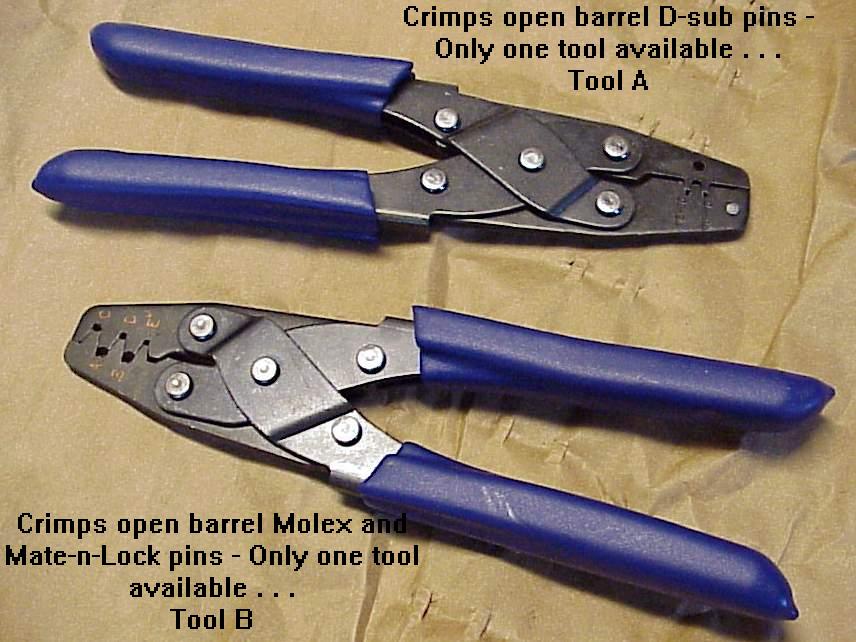 Crimps open barrel D-sub pins -
Only one tool available . . .
Tool A
Crimps open barrel Molex and
Mate-n-Lock pins - Only one tool
available . . .
Tool B